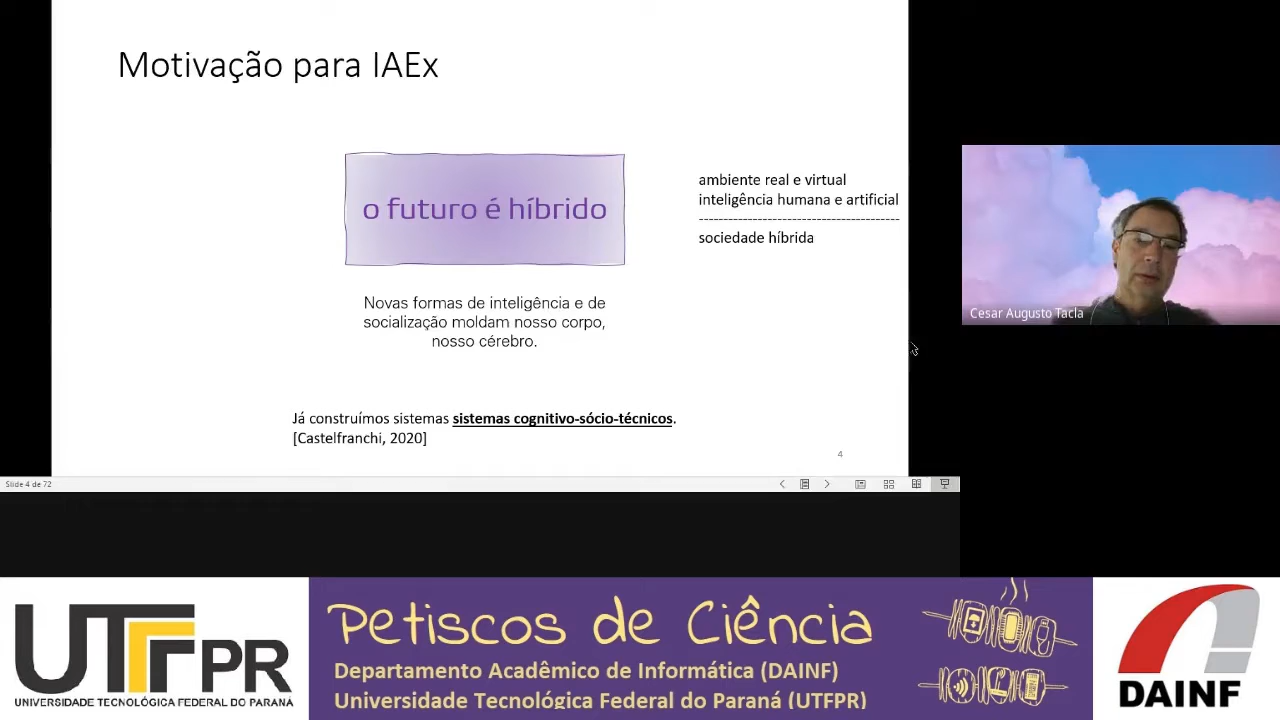 Motivação para IAEx
o futuro é híbrido
Novas formas de inteligência e de
socialização moldam nosso corpo,
nosso cérebro.
ambiente real e virtual
inteligência humana e artificial
----------------------------------------
sociedade híbrida
Já construímos sistemas sistemas cognitivo-sócio-técnicos.
[Castelfranchi, 2020]
4
Slide 4 de 72
Cesar Augusto Tacla
UTFPR
UNIVERSIDADE TECNOLÓGICA FEDERAL DO PARANÁ
Petiscos de Ciência
Departamento Acadêmico de Informática (DAINF)
Universidade Tecnológica Federal do Paraná (UTFPR)
DAINF